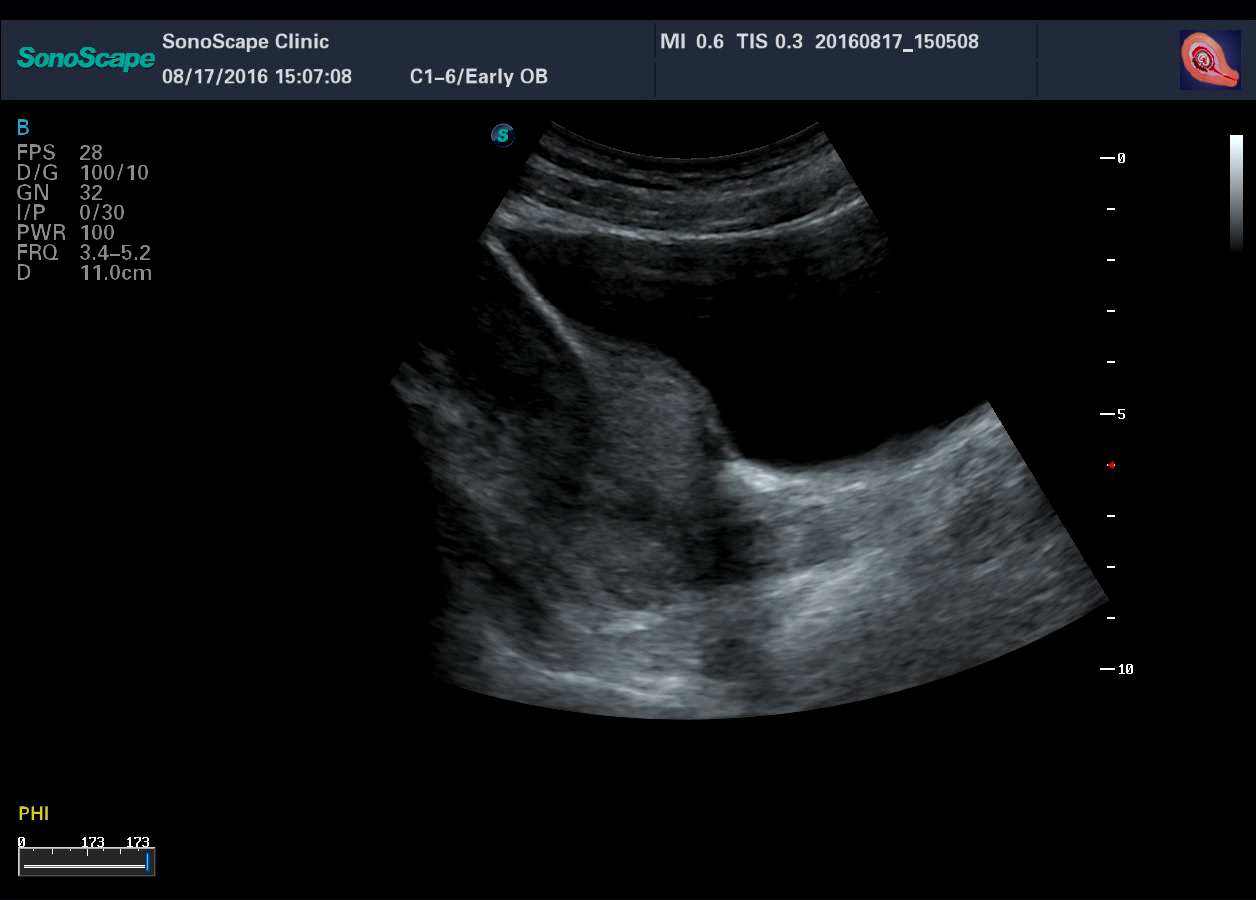 SonoScape
SonoScape Clinic
MI 0.6 TIS 0.3 20160817_150508
08/17/2016 15:07:08 C1-6/Early OB
S
B
FPS 28
D/G 100/10
GN 32
I/P 0/30
PWR 100
FRQ 3.4-5.2
D 11.0cm
0
5
10
PHI
0 173 173